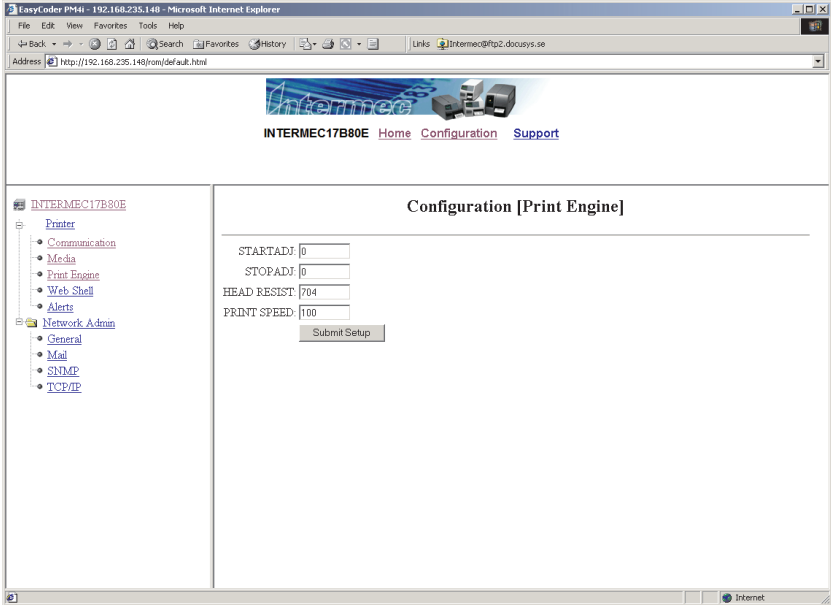 EasyCoder PM4i - 192.168.235.148 - Microsoft Internet Explorer
File Edit View Favorites Tools Help
Back Search Favorites History Links Intermec@ftp2.docusys.se
Address http://192.168.235.148/rom/default.html
Intermec
INTERMEC17B80E Home Configuration Support
INTERMEC17B80E
Printer
Communication
Media
Print Engine
Web Shell
Alerts
Network Admin
General
Mail
SNMP
TCP/IP
Configuration [Print Engine]
STARTADJ: 0
STOPADJ: 0
HEAD RESIST: 704
PRINT SPEED: 100
Submit Setup
Internet